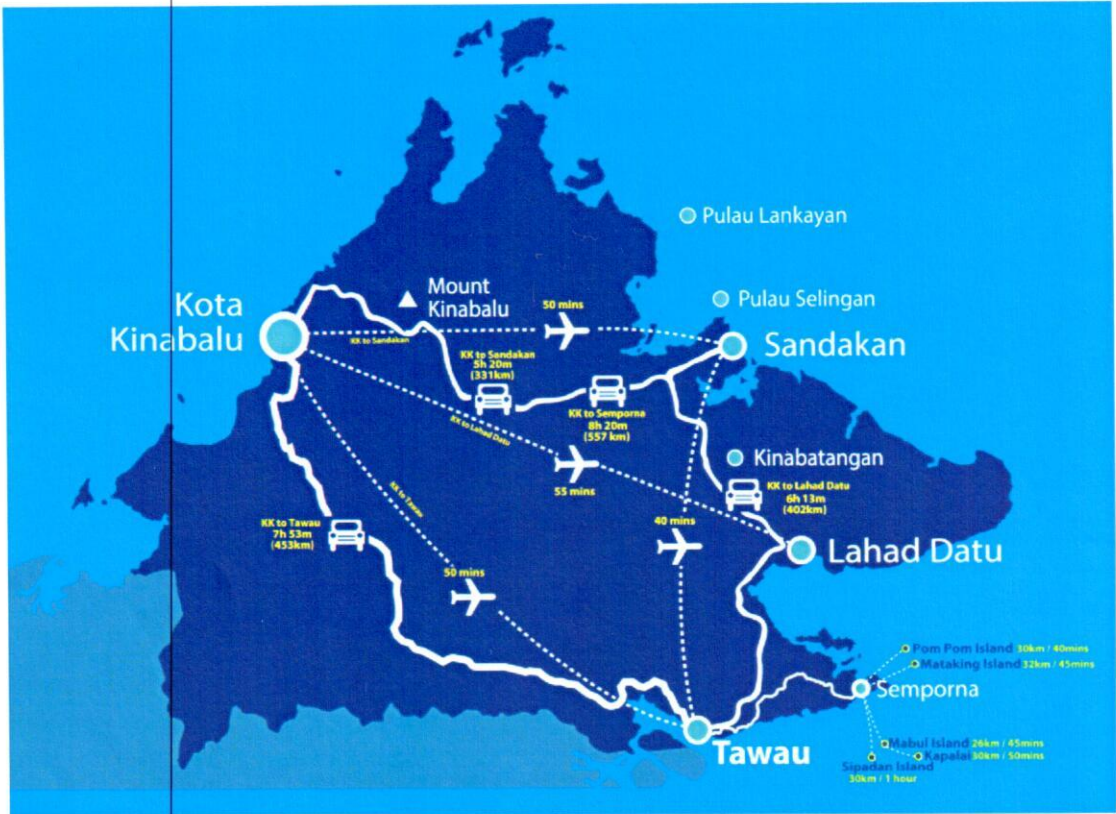 Pulau Lankayan
Pulau Selingan
Mount
Kinabalu
Kota
Kinabalu
50 mins
KK to Sandakan
Sandakan
KK to Sandakan
5h 20m
(331km)
KK to Semporna
8h 20m
(557 km)
KK to Lahad Datu
Kinabatangan
KK to Lahad Datu
6h 13m
(402km)
55 mins
KK to Tawau
KK to Tawau
7h 53m
(453km)
40 mins
Lahad Datu
50 mins
Pom Pom Island 30km / 40mins
Mataking Island 32km / 45mins
Semporna
Tawau
Mabul Island 26km / 45mins
Kapalai 30km / 50mins
Sipadan Island
30km / 1 hour